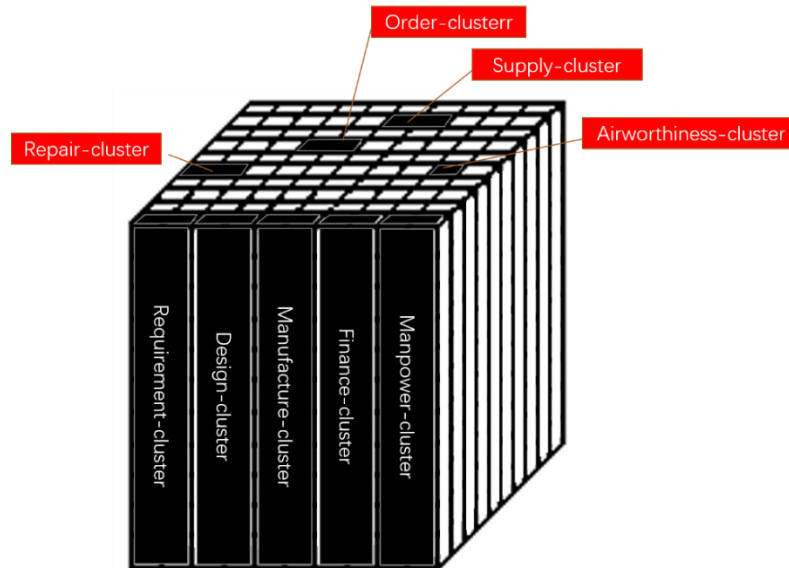 Order-clusterr
Supply-cluster
Repair-cluster
Airworthiness-cluster
Requirement-cluster
Design-cluster
Manufacture-cluster
Finance-cluster
Manpower-cluster